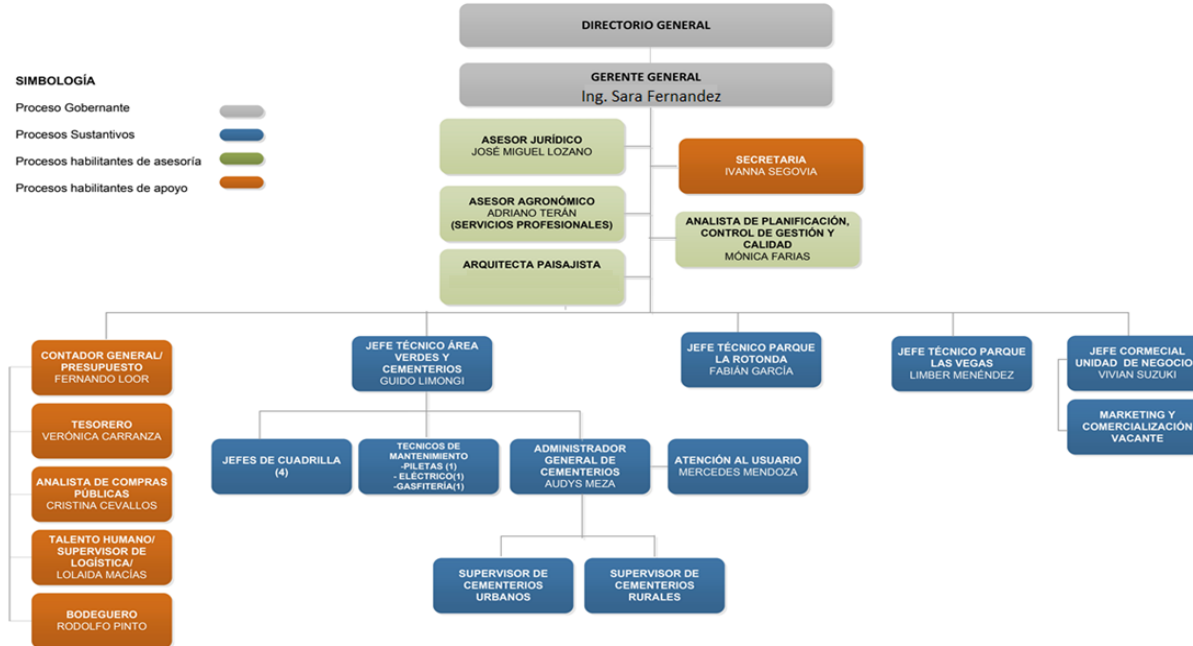 DIRECTORIO GENERAL
GERENTE GENERAL
Ing. Sara Fernandez
SIMBOLOGÍA
Proceso Gobernante
Procesos Sustantivos
Procesos habilitantes de asesoría
Procesos habilitantes de apoyo
ASESOR JURÍDICO
JOSÉ MIGUEL LOZANO
SECRETARIA
IVANNA SEGOVIA
ASESOR AGRONÓMICO
ADRIANO TERÁN
(SERVICIOS PROFESIONALES)
ANALISTA DE PLANIFICACIÓN,
CONTROL DE GESTIÓN Y
CALIDAD
MÓNICA FARIAS
ARQUITECTA PAISAJISTA
CONTADOR GENERAL/
PRESUPUESTO
FERNANDO LOOR
JEFE TÉCNICO ÁREA
VERDES Y
CEMENTERIOS
GUIDO LIMONGI
JEFE TÉCNICO PARQUE
LA ROTONDA
FABIÁN GARCÍA
JEFE TÉCNICO PARQUE
LAS VEGAS
LIMBER MENÉNDEZ
JEFE CORMECIAL
UNIDAD DE NEGOCIO
VIVIAN SUZUKI
TESORERO
VERÓNICA CARRANZA
MARKETING Y
COMERCIALIZACIÓN
VACANTE
JEFES DE CUADRILLA
(4)
TECNICOS DE
MANTENIMIENTO
-PILETAS (1)
- ELÉCTRICO(1)
-GASFITERÍA(1)
ADMINISTRADOR
GENERAL DE
CEMENTERIOS
AUDYS MEZA
ATENCIÓN AL USUARIO
MERCEDES MENDOZA
ANALISTA DE COMPRAS
PÚBLICAS
CRISTINA CEVALLOS
TALENTO HUMANO/
SUPERVISOR DE
LOGÍSTICA/
LOLAIDA MACÍAS
SUPERVISOR DE
CEMENTERIOS
URBANOS
SUPERVISOR DE
CEMENTERIOS
RURALES
BODEGUERO
RODOLFO PINTO